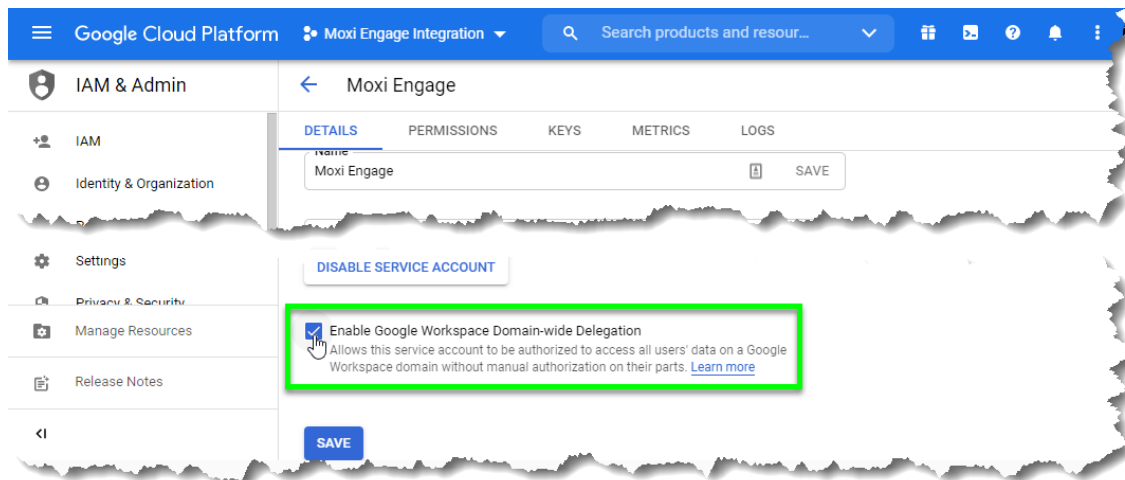 Google Cloud Platform
Moxi Engage Integration
Search products and resour...
IAM & Admin
Moxi Engage
DETAILS PERMISSIONS KEYS METRICS LOGS
IAM
Name
Moxi Engage
SAVE
Identity & Organization
Settings
DISABLE SERVICE ACCOUNT
Privacy & Security
Manage Resources
Enable Google Workspace Domain-wide Delegation
Allows this service account to be authorized to access all users' data on a Google
Workspace domain without manual authorization on their parts. Learn more
Release Notes
SAVE